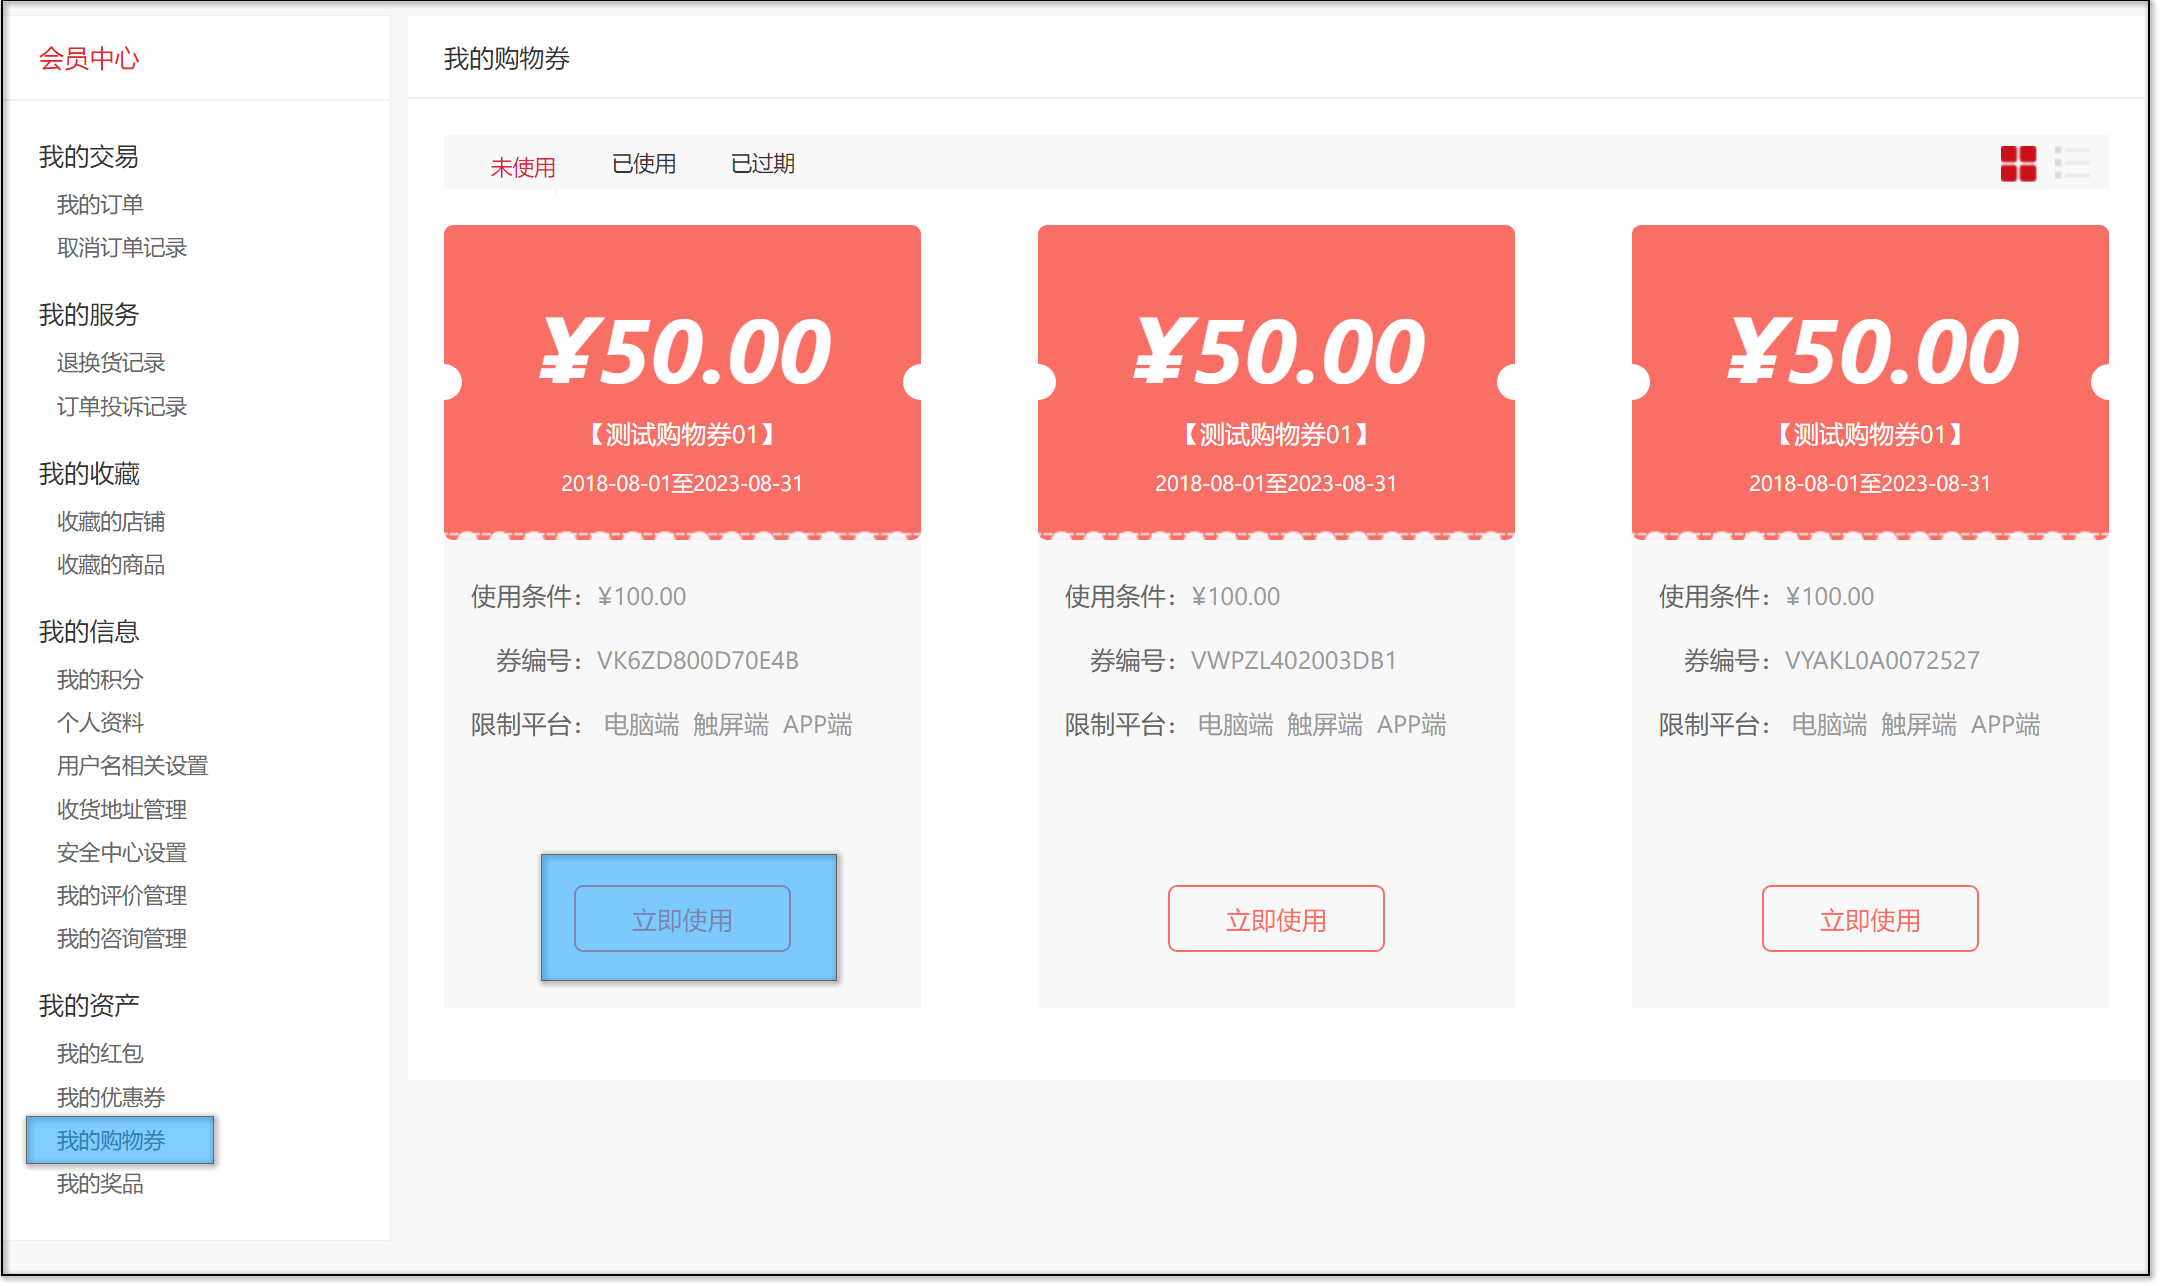 会员中心
我的交易
我的订单
取消订单记录
我的服务
退换货记录
订单投诉记录
我的收藏
收藏的店铺
收藏的商品
我的信息
我的积分
个人资料
用户名相关设置
收货地址管理
安全中心设置
我的评价管理
我的咨询管理
我的资产
我的红包
我的优惠券
我的购物券
我的奖品
我的购物券
未使用 已使用 已过期
¥50.00
【测试购物券01】
2018-08-01至2023-08-31
使用条件：¥100.00
券编号：VK6ZD800D70E4B
限制平台： 电脑端 触屏端 APP端
立即使用
¥50.00
【测试购物券01】
2018-08-01至2023-08-31
使用条件：¥100.00
券编号：VWPZL402003DB1
限制平台： 电脑端 触屏端 APP端
立即使用
¥50.00
【测试购物券01】
2018-08-01至2023-08-31
使用条件：¥100.00
券编号：VYAKL0A0072527
限制平台： 电脑端 触屏端 APP端
立即使用